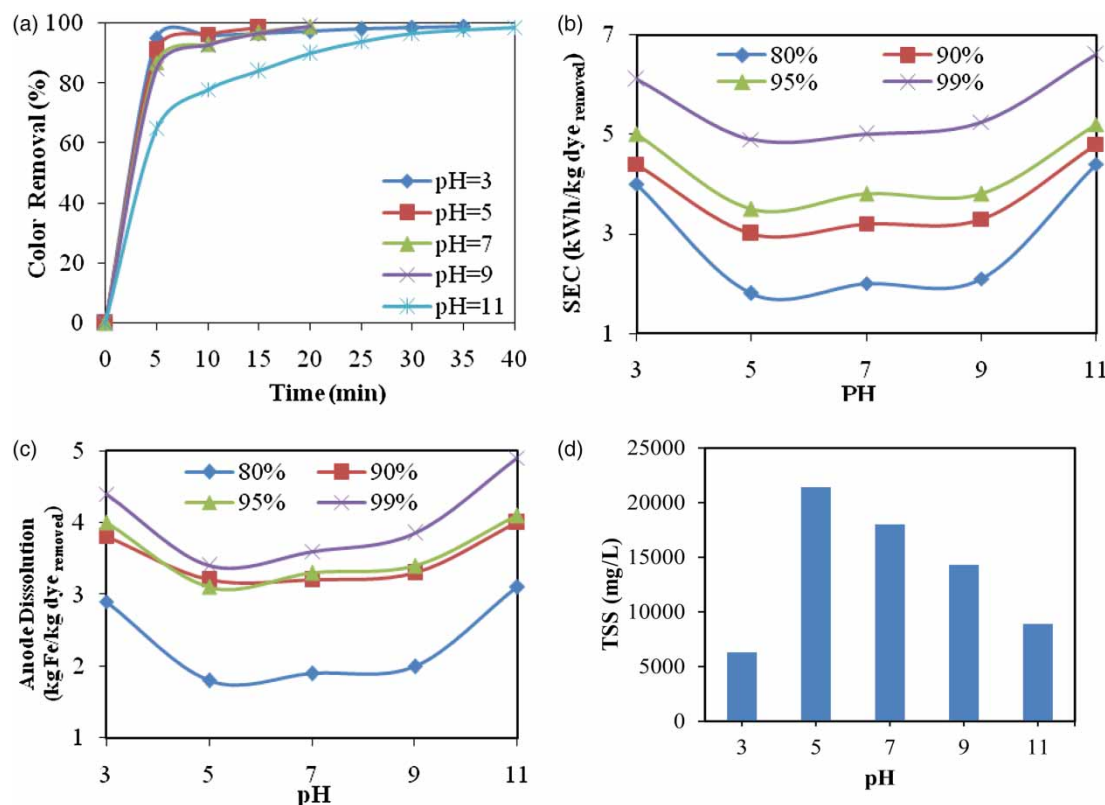 (a)
100
80
60
40
20
0
Color Removal (%)
pH=3
pH=5
pH=7
pH=9
pH=11
0 5 10 15 20 25 30 35 40
Time (min)
(b)
7
5
3
1
SEC (kWh/kg dye removed)
80% 90%
95% 99%
3 5 7 9 11
PH
(c)
5
4
3
2
1
Anode Dissolution
(kg Fe/kg dye removed)
80% 90%
95% 99%
3 5 7 9 11
pH
(d)
25000
20000
15000
10000
5000
0
TSS (mg/L)
3 5 7 9 11
pH